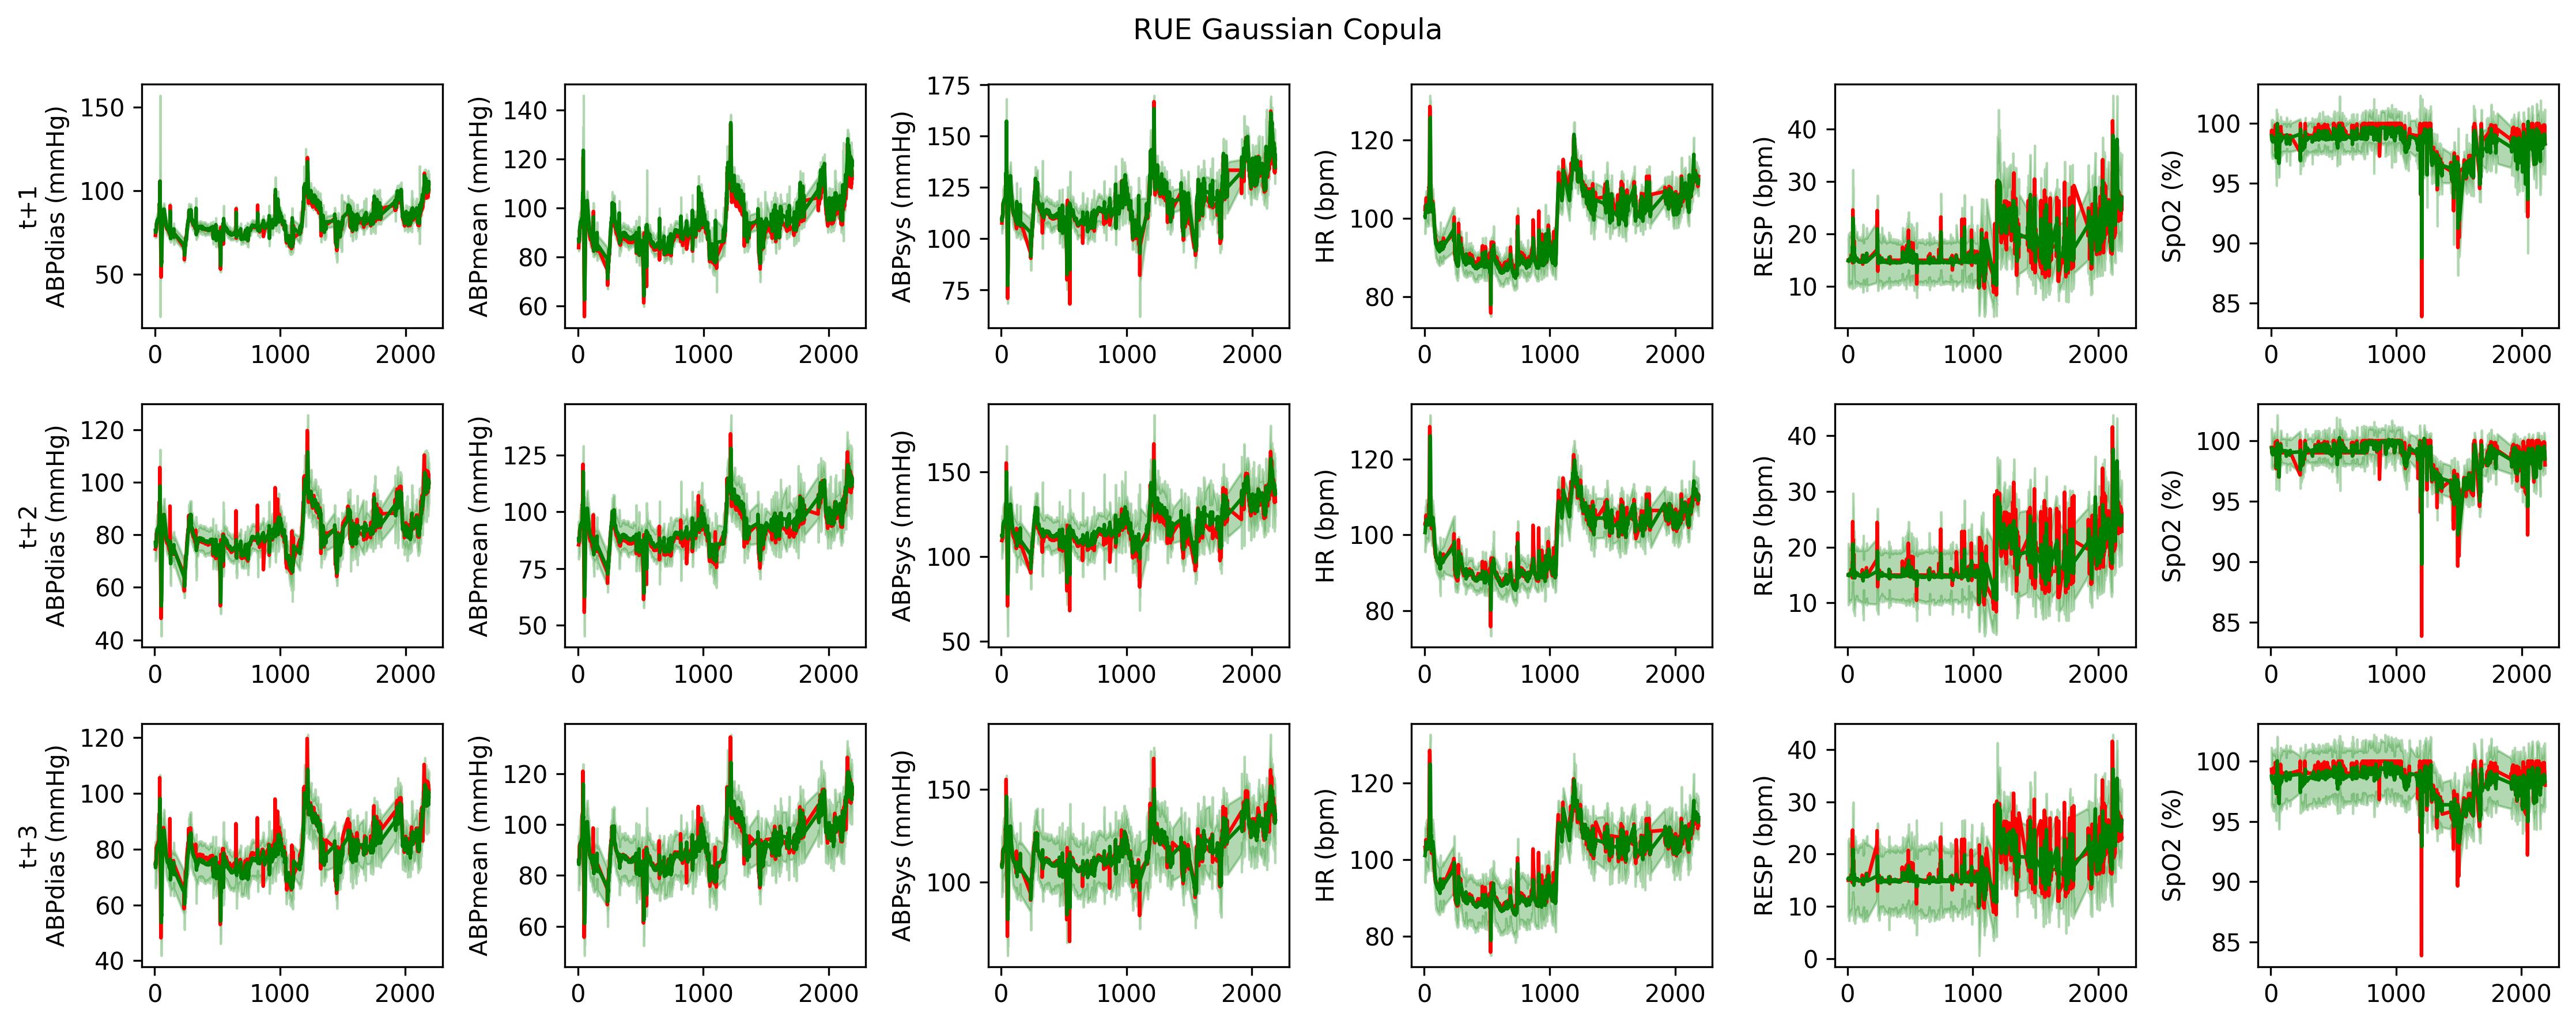 RUE Gaussian Copula
t+1
ABPdias (mmHg)
150
100
50
0 1000 2000
ABPmean (mmHg)
140
120
100
80
60
0 1000 2000
ABPsys (mmHg)
175
150
125
100
75
0 1000 2000
HR (bpm)
120
100
80
0 1000 2000
RESP (bpm)
40
30
20
10
0 1000 2000
SpO2 (%)
100
95
90
85
0 1000 2000
t+2
ABPdias (mmHg)
120
100
80
60
40
0 1000 2000
ABPmean (mmHg)
125
100
75
50
0 1000 2000
ABPsys (mmHg)
150
100
50
0 1000 2000
HR (bpm)
120
100
80
0 1000 2000
RESP (bpm)
40
30
20
10
0 1000 2000
SpO2 (%)
100
95
90
85
0 1000 2000
t+3
ABPdias (mmHg)
120
100
80
60
40
0 1000 2000
ABPmean (mmHg)
120
100
80
60
0 1000 2000
ABPsys (mmHg)
150
100
0 1000 2000
HR (bpm)
120
100
80
0 1000 2000
RESP (bpm)
40
30
20
10
0
0 1000 2000
SpO2 (%)
100
95
90
85
0 1000 2000